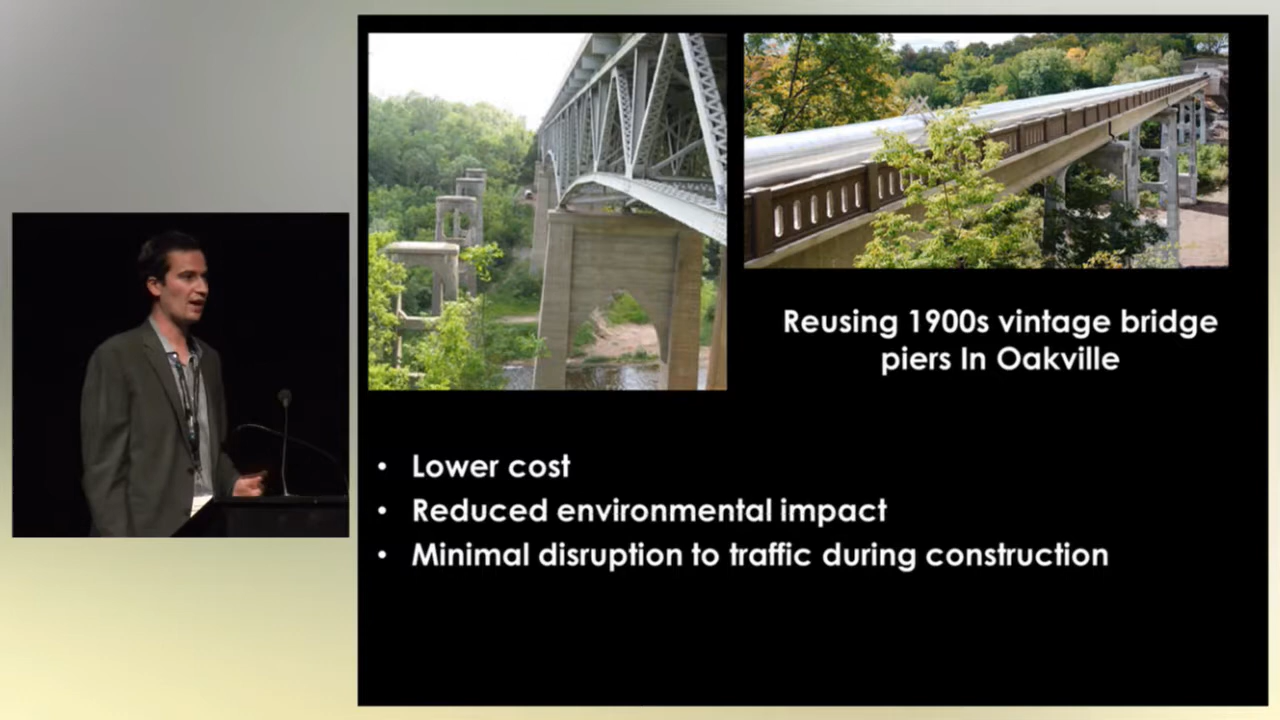 Reusing 1900s vintage bridge
piers In Oakville
• Lower cost
• Reduced environmental impact
• Minimal disruption to traffic during construction